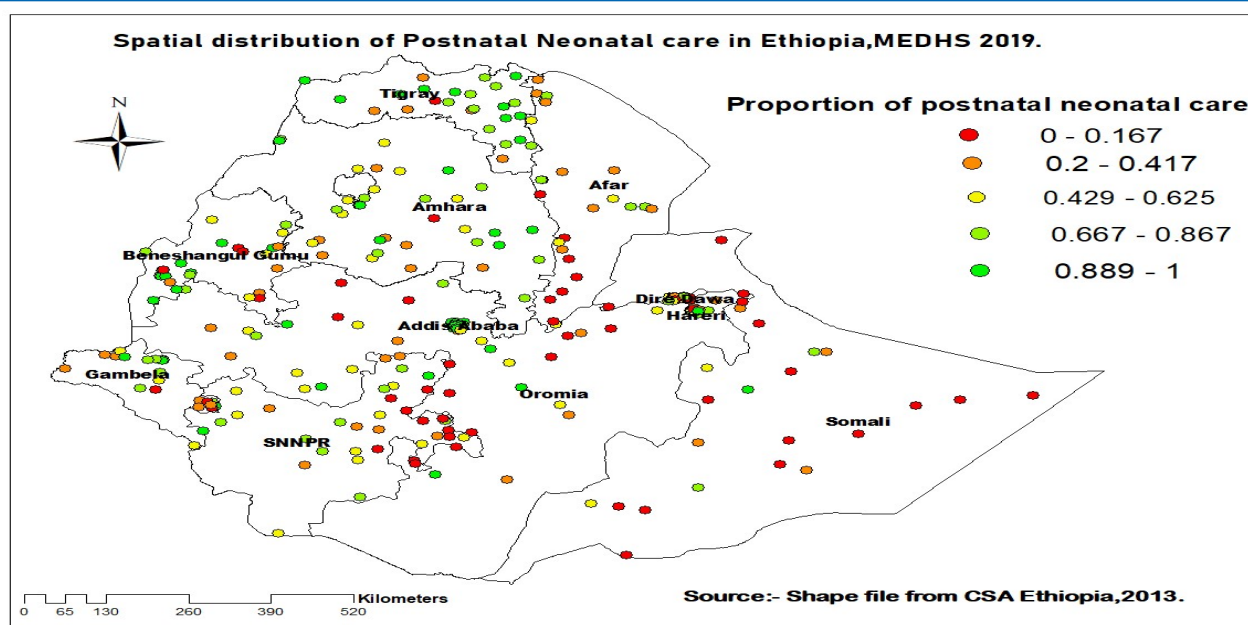 Spatial distribution of Postnatal Neonatal care in Ethiopia,MEDHS 2019.
N
Tigray
Proportion of postnatal neonatal care
0 - 0.167
0.2 - 0.417
0.429 - 0.625
0.667 - 0.867
0.889 - 1
Afar
Amhara
Beneshangul Gumu
Dire Dawa
Hareri
Addis Ababa
Gambela
Oromia
Somali
SNNPR
Kilometers
0 65 130 260 390 520
Source:- Shape file from CSA Ethiopia,2013.